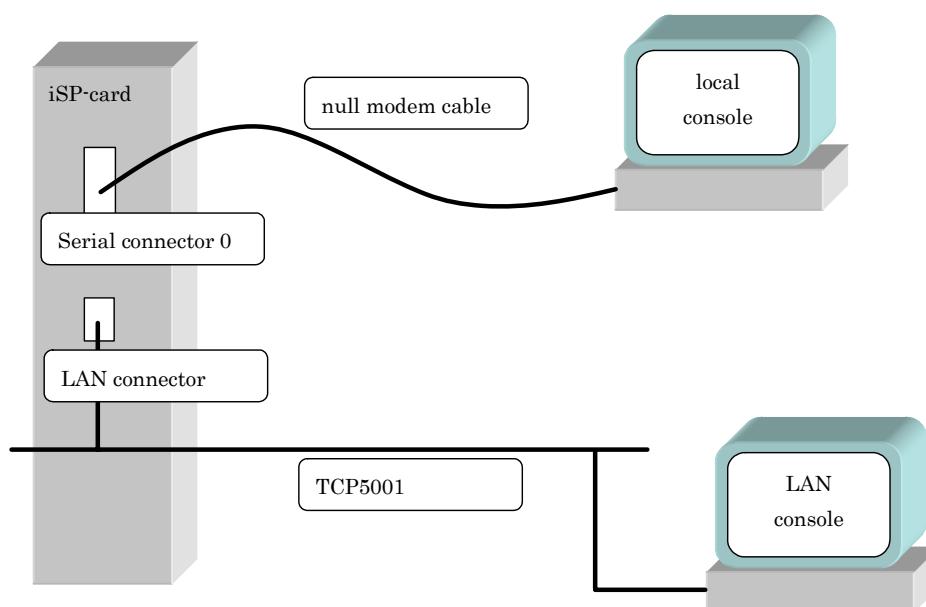 iSP-card
null modem cable
local
console
Serial connector 0
LAN connector
TCP5001
LAN
console